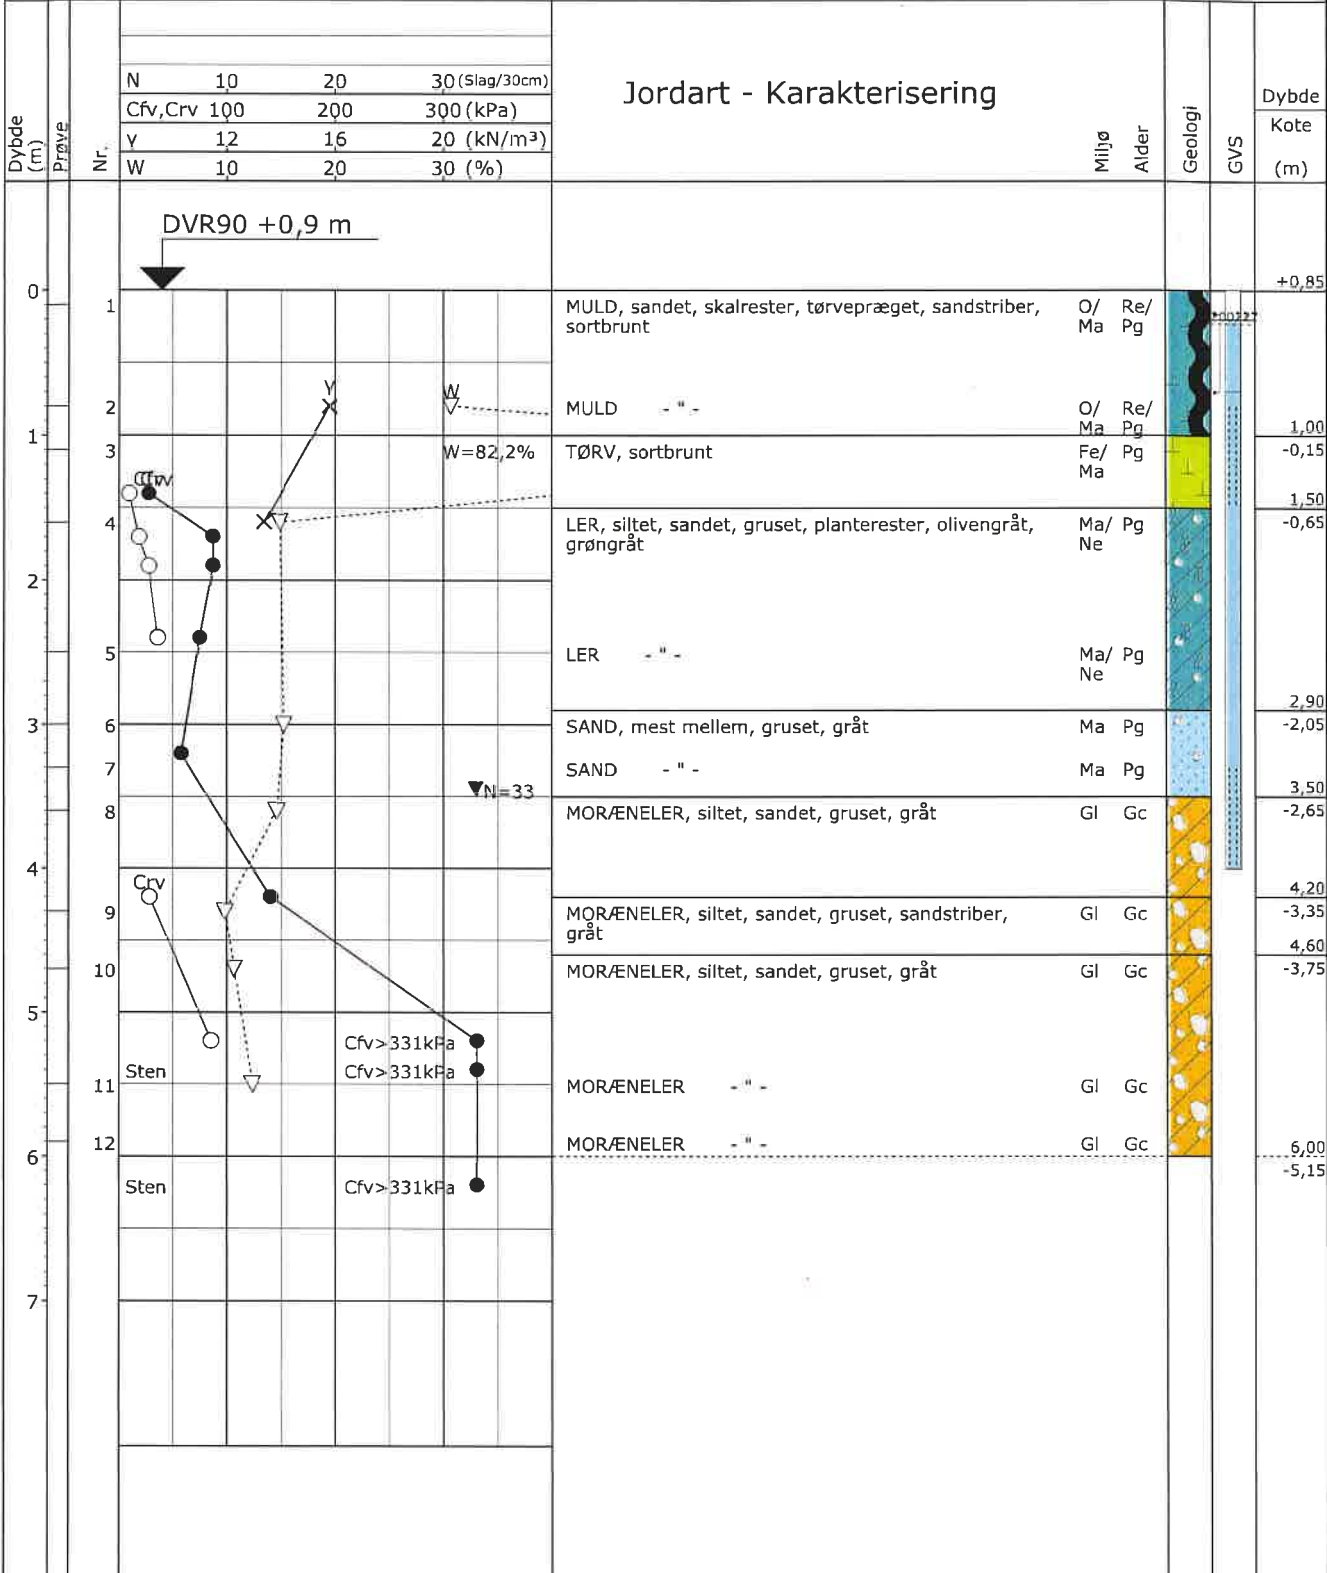 N 10 20 30 (Slag/30cm)
Cfv,Crv 100 200 300 (kPa)
γ 12 16 20 (kN/m³)
W 10 20 30 (%)
Dybde (m)
Prøve
Nr.
Jordart - Karakterisering
Miljø
Alder
Geologi
GVS
Dybde
Kote
(m)
DVR90 +0,9 m
0
+0,85
1 MULD, sandet, skalrester, tørvepræget, sandstriber, O/ Re/
sortbrunt Ma Pg
γ W
2 MULD - " - O/ Re/
Ma Pg
1,00
1
-0,15
3 W=82,2% TØRV, sortbrunt Fe/ Pg
Ma
1,50
4 LER, siltet, sandet, gruset, planterester, olivengråt, Ma/ Pg -0,65
grøngråt Ne
2
5 LER - " - Ma/ Pg
Ne
2,90
3 6 SAND, mest mellem, gruset, gråt Ma Pg -2,05
7 SAND - " - Ma Pg
N=33 3,50
8 MORÆNELER, siltet, sandet, gruset, gråt Gl Gc -2,65
4
Crv 4,20
9 MORÆNELER, siltet, sandet, gruset, sandstriber, Gl Gc -3,35
gråt 4,60
10 MORÆNELER, siltet, sandet, gruset, gråt Gl Gc -3,75
5
Cfv>331kPa
Sten Cfv>331kPa
11 MORÆNELER - " - Gl Gc
12 MORÆNELER - " - Gl Gc 6,00
6
-5,15
Sten Cfv>331kPa
7